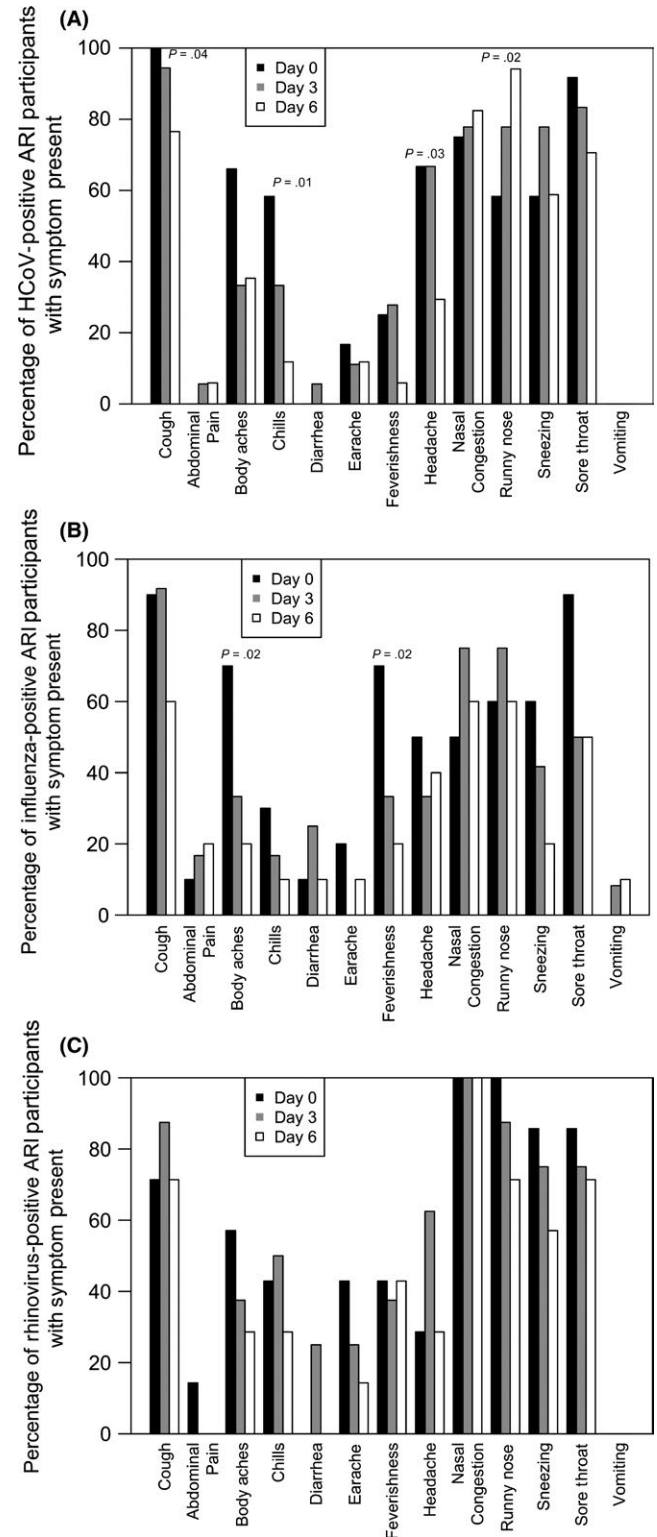 (A)
Percentage of HCoV-positive ARI participants
with symptom present
100
80
60
40
20
0
P = .04
P = .01
P = .03
P = .02
Day 0
Day 3
Day 6
Cough
Abdominal
Pain
Body aches
Chills
Diarrhea
Earache
Feverishness
Headache
Nasal
Congestion
Runny nose
Sneezing
Sore throat
Vomiting
(B)
Percentage of influenza-positive ARI participants
with symptom present
100
80
60
40
20
0
P = .02
P = .02
Day 0
Day 3
Day 6
Cough
Abdominal
Pain
Body aches
Chills
Diarrhea
Earache
Feverishness
Headache
Nasal
Congestion
Runny nose
Sneezing
Sore throat
Vomiting
(C)
Percentage of rhinovirus-positive ARI participants
with symptom present
100
80
60
40
20
0
Day 0
Day 3
Day 6
Cough
Abdominal
Pain
Body aches
Chills
Diarrhea
Earache
Feverishness
Headache
Nasal
Congestion
Runny nose
Sneezing
Sore throat
Vomiting